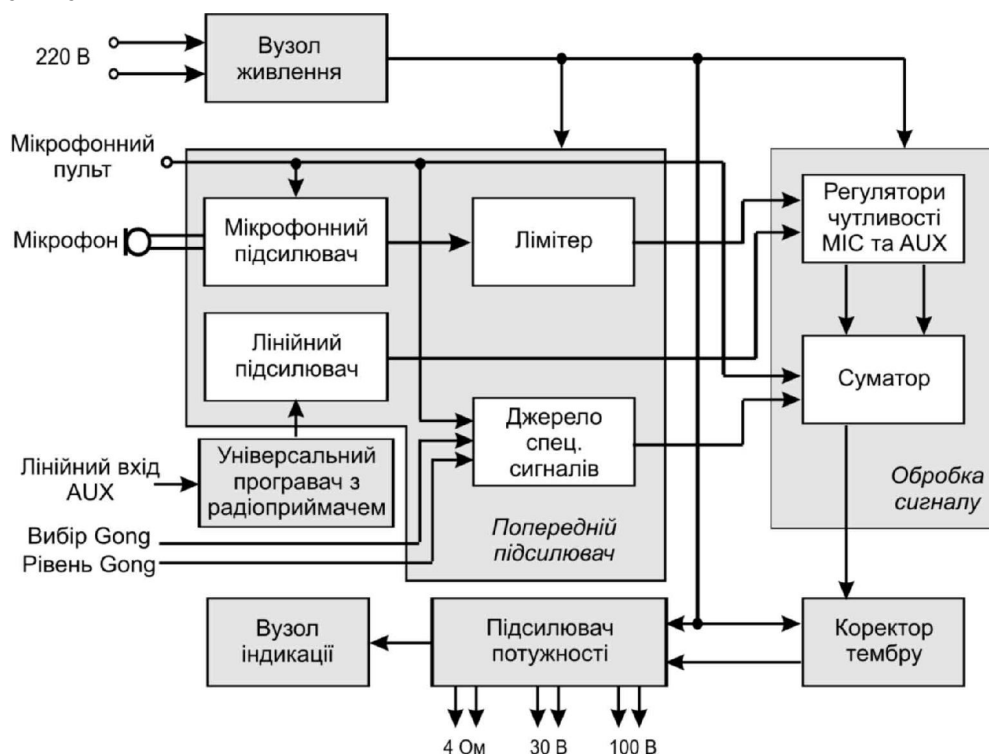 220 В
Вузол
живлення
Мікрофонний
пульт
Мікрофон
Мікрофонний
підсилювач
Лімітер
Регулятори
чутливості
MIC та AUX
Лінійний
підсилювач
Суматор
Джерело
спец.
сигналів
Лінійний вхід
AUX
Універсальний
програвач з
радіоприймачем
Обробка
сигналу
Вибір Gong
Рівень Gong
Попередній
підсилювач
Вузол
індикації
Підсилювач
потужності
Коректор
тембру
4 Ом
30 В
100 В